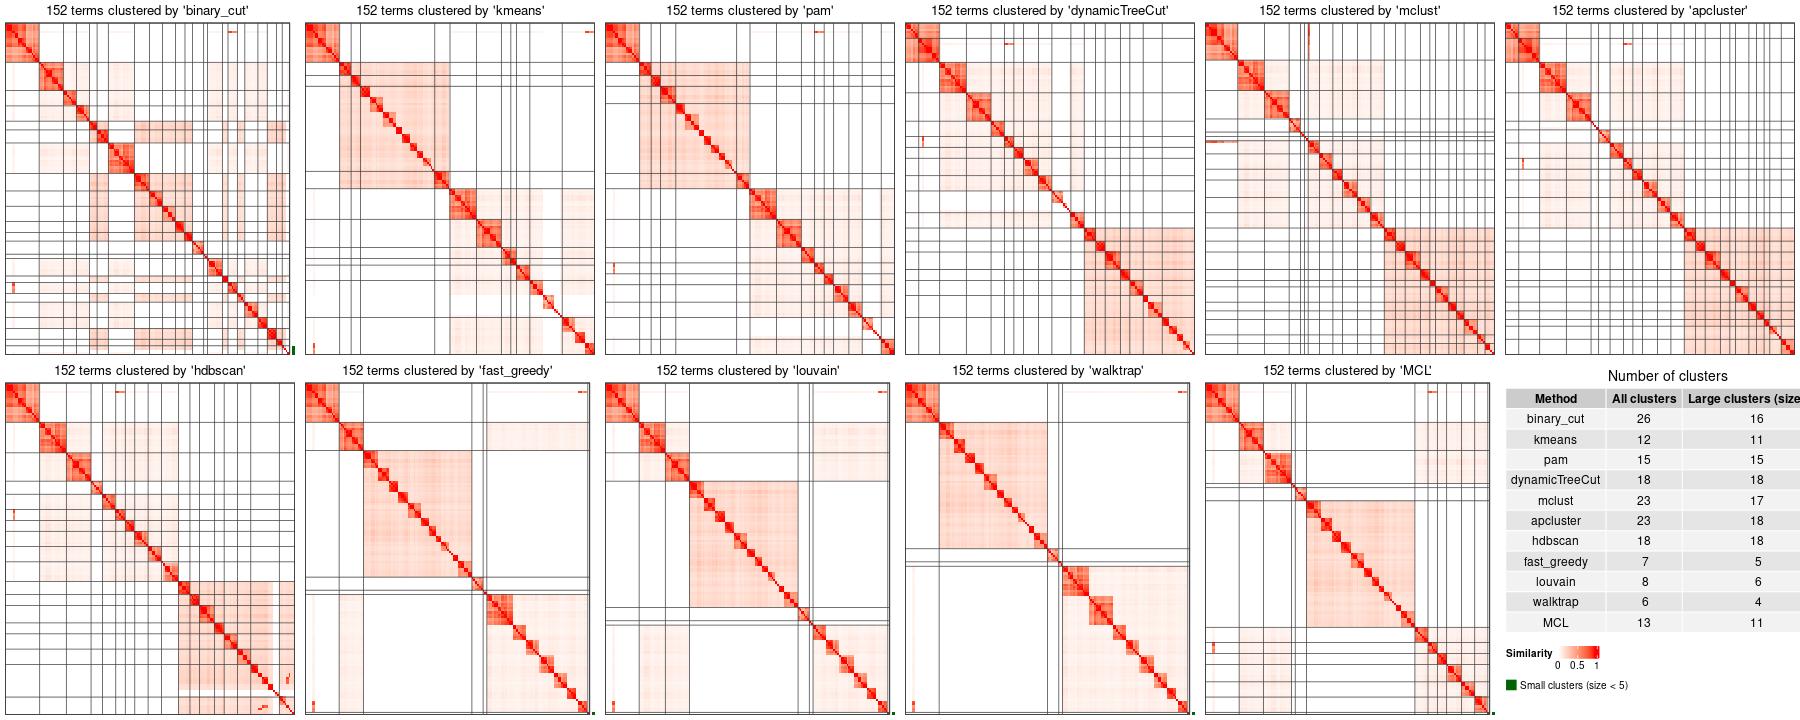 152 terms clustered by 'binary_cut'
152 terms clustered by 'kmeans'
152 terms clustered by 'pam'
152 terms clustered by 'dynamicTreeCut'
152 terms clustered by 'mclust'
152 terms clustered by 'apcluster'
152 terms clustered by 'hdbscan'
152 terms clustered by 'fast_greedy'
152 terms clustered by 'louvain'
152 terms clustered by 'walktrap'
152 terms clustered by 'MCL'
Number of clusters
Method All clusters Large clusters (size
binary_cut 26 16
kmeans 12 11
pam 15 15
dynamicTreeCut 18 18
mclust 23 17
apcluster 23 18
hdbscan 18 18
fast_greedy 7 5
louvain 8 6
walktrap 6 4
MCL 13 11
Similarity
0 0.5 1
Small clusters (size < 5)